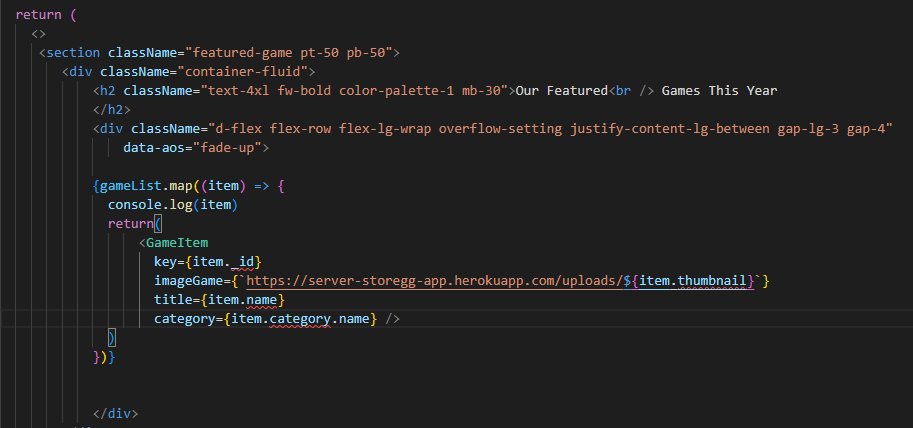 return (
<>
<section className="featured-game pt-50 pb-50">
<div className="container-fluid">
<h2 className="text-4xl fw-bold color-palette-1 mb-30">Our Featured<br /> Games This Year
</h2>
<div className="d-flex flex-row flex-lg-wrap overflow-setting justify-content-lg-between gap-lg-3 gap-4"
data-aos="fade-up">
{gameList.map((item) => {
console.log(item)
return(
<GameItem
key={item._id}
imageGame={`https://server-storegg-app.herokuapp.com/uploads/${item.thumbnail}`}
title={item.name}
category={item.category.name} />
)
})}
</div>